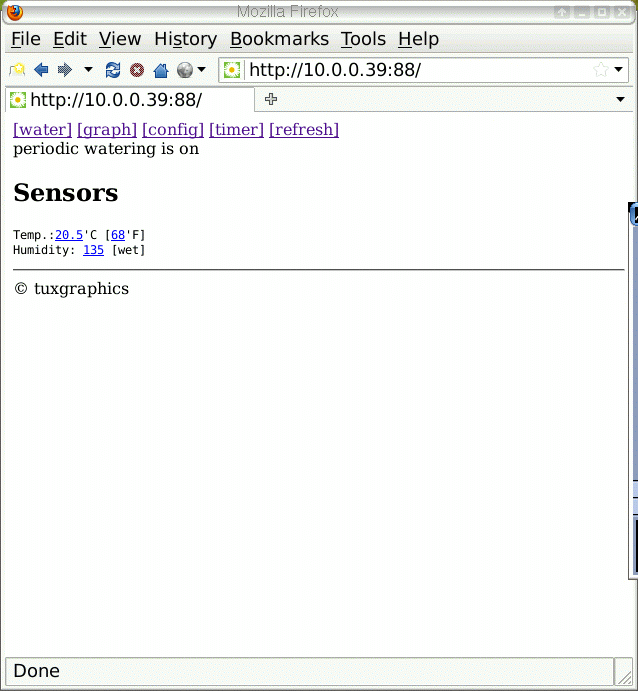 Mozilla Firefox
File Edit View History Bookmarks Tools Help
http://10.0.0.39:88/
http://10.0.0.39:88/
[water] [graph] [config] [timer] [refresh]
periodic watering is on
Sensors
Temp.:20.5'C [68'F]
Humidity: 135 [wet]
© tuxgraphics
Done